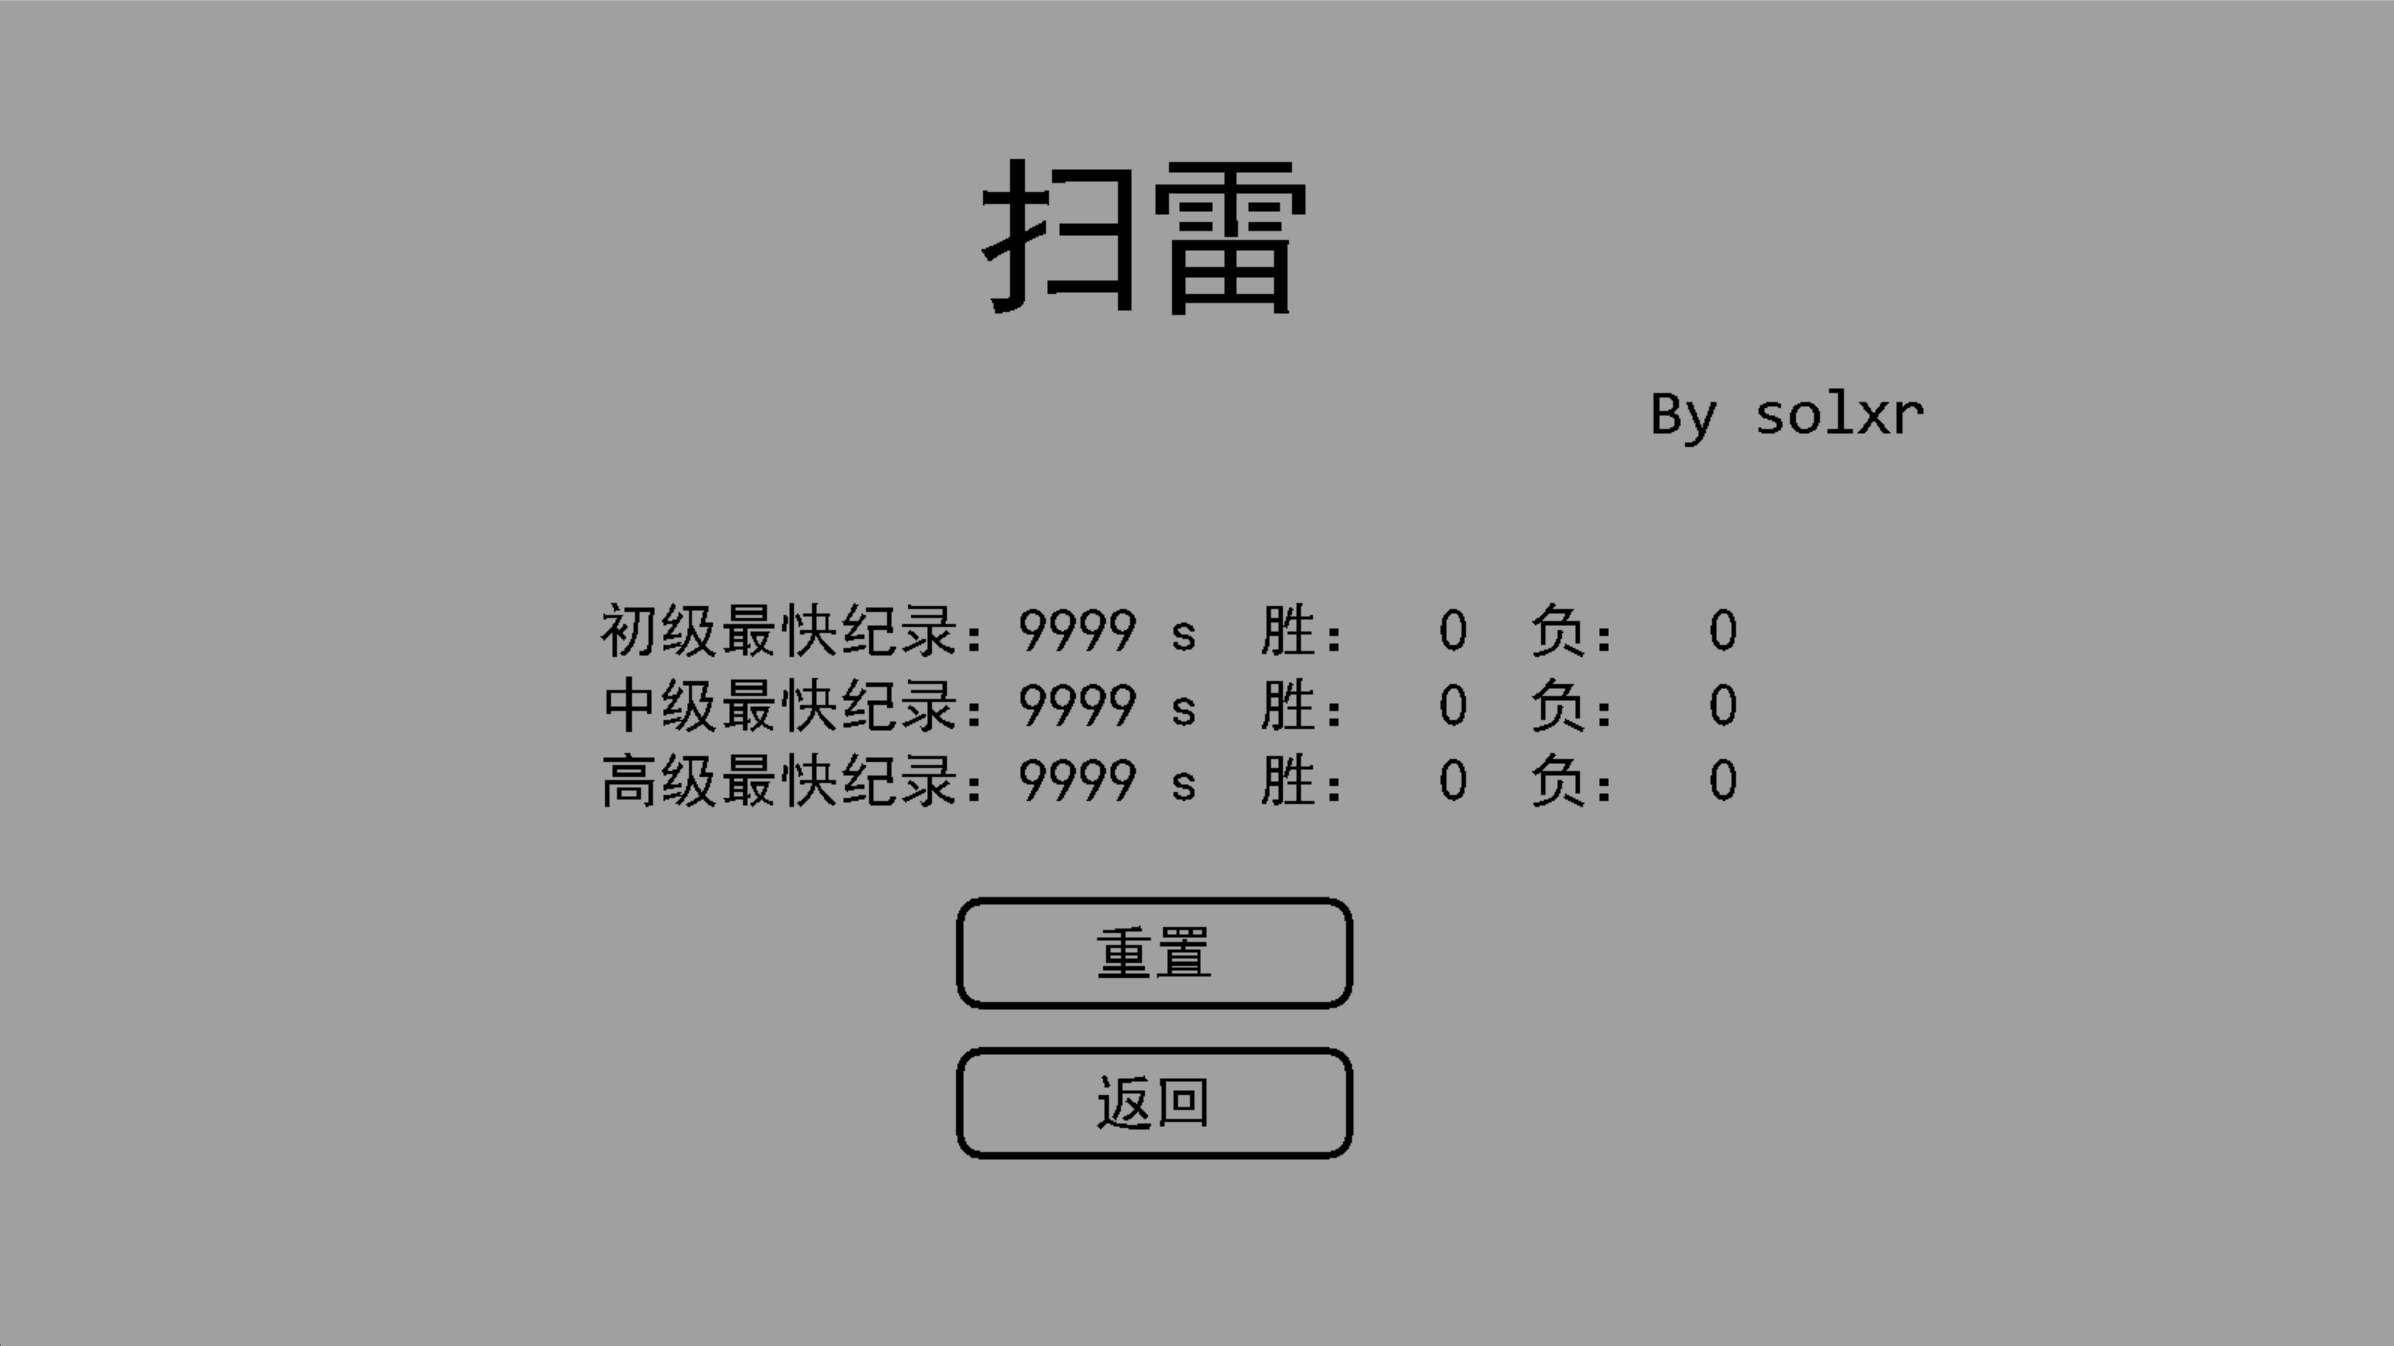 扫雷
By solxr
初级最快纪录: 9999 s 胜: 0 负: 0
中级最快纪录: 9999 s 胜: 0 负: 0
高级最快纪录: 9999 s 胜: 0 负: 0
重置
返回